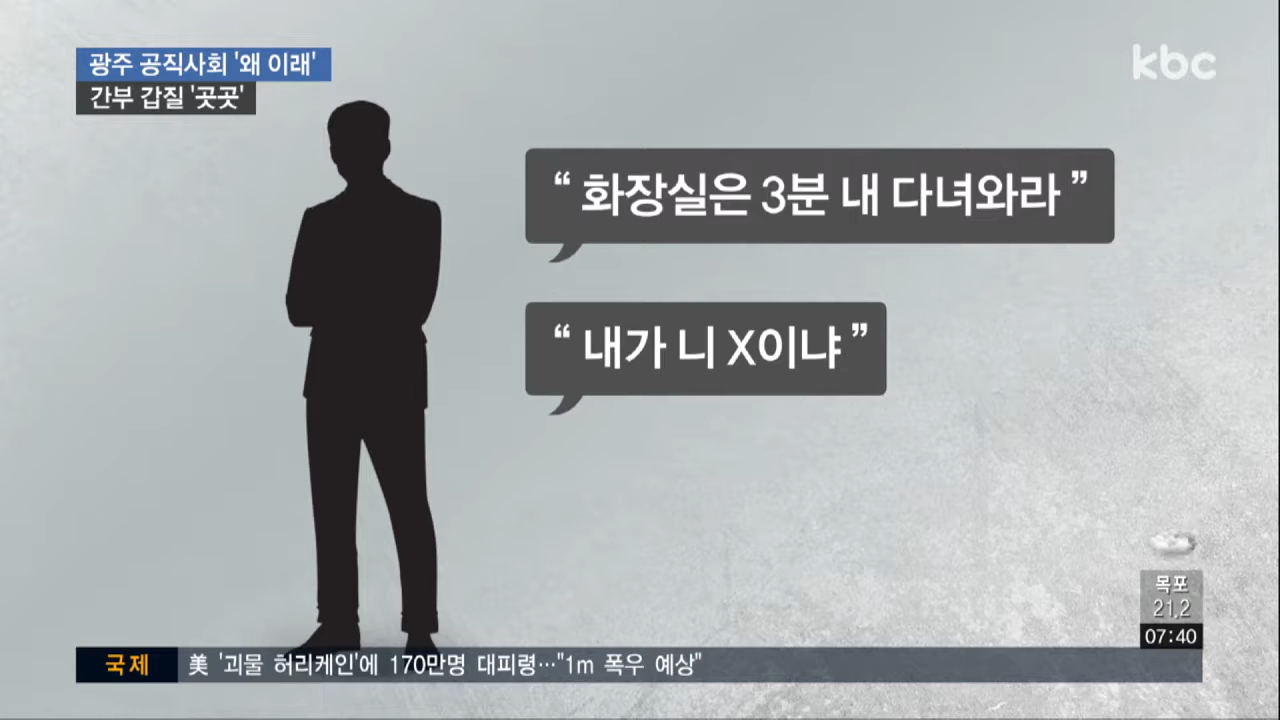 광주 공직사회 '왜 이래'
간부 갑질 '곳곳'
kbc
“ 화장실은 3분 내 다녀와라 ”
“ 내가 니 X이냐 ”
목포
21.2
07:40
국제 美 '괴물 허리케인'에 170만명 대피령…"1m 폭우 예상"